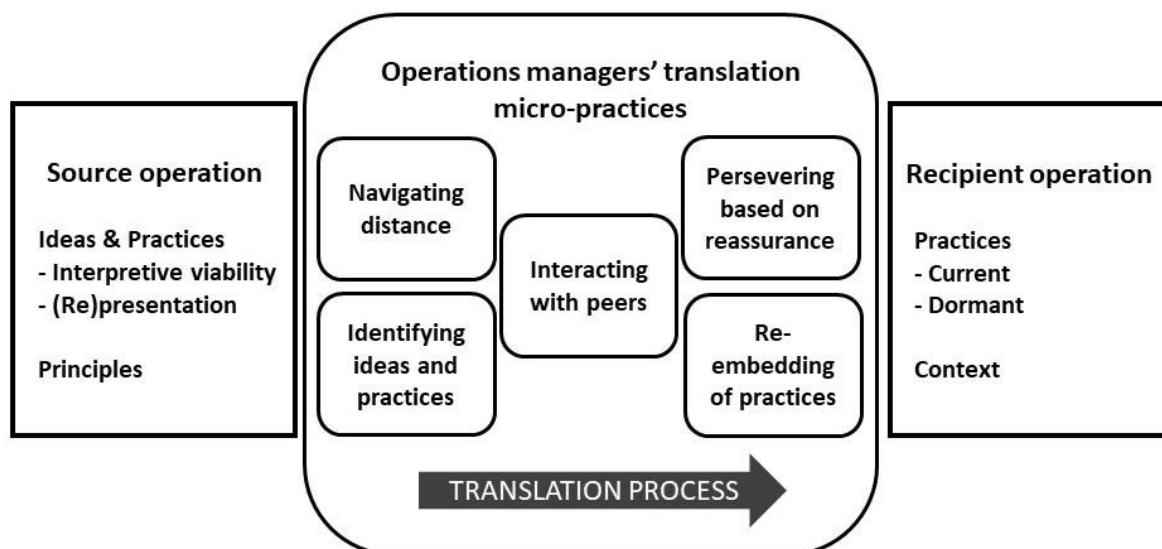 Source operation
Ideas & Practices
- Interpretive viability
- (Re)presentation
Principles
Operations managers' translation
micro-practices
Navigating
distance
Identifying
ideas and
practices
Interacting
with peers
Persevering
based on
reassurance
Re-
embedding
of practices
TRANSLATION PROCESS
Recipient operation
Practices
- Current
- Dormant
Context